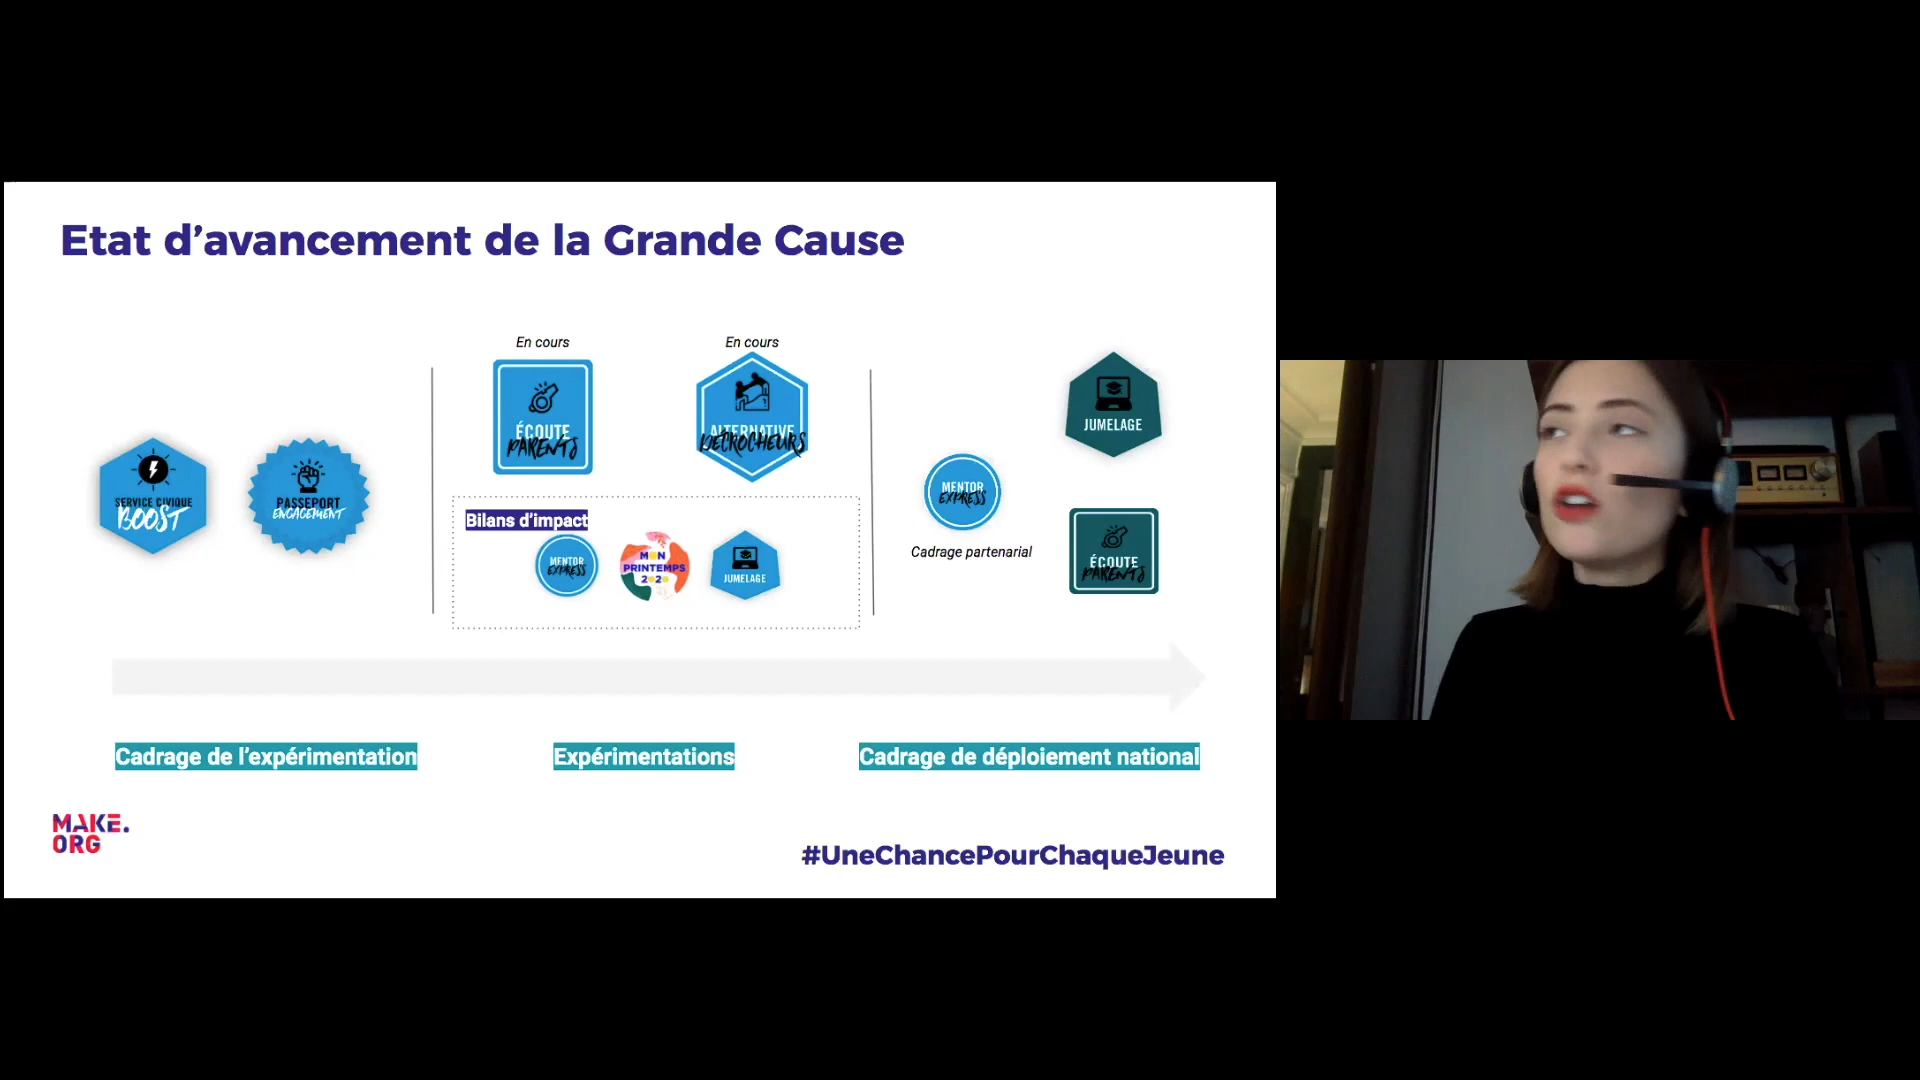 Etat d’avancement de la Grande Cause
En cours
En cours
ÉCOUTE
PARENTS
ALTERNATIVE
DÉCROCHEURS
JUMELAGE
SERVICE CIVIQUE
BOOST
PASSEPORT
ENGAGEMENT
Bilans d’impact
MENTOR
EXPRESS
MON
PRINTEMPS
2020
JUMELAGE
MENTOR
EXPRESS
Cadrage partenarial
ÉCOUTE
PARENTS
Cadrage de l’expérimentation
Expérimentations
Cadrage de déploiement national
MAKE.
ORG
#UneChancePourChaqueJeune